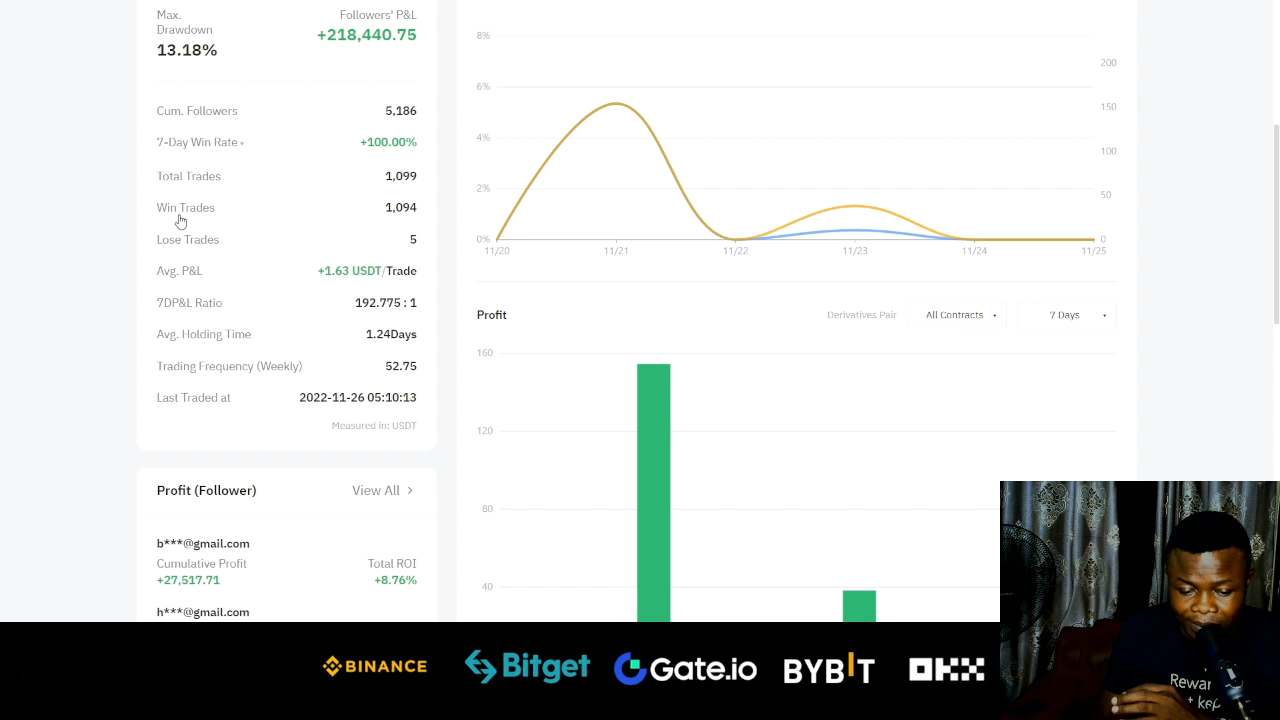 Max. Drawdown
13.18%
Followers' P&L
+218,440.75
Cum. Followers 5,186
7-Day Win Rate +100.00%
Total Trades 1,099
Win Trades 1,094
Lose Trades 5
Avg. P&L +1.63 USDT/Trade
7DP&L Ratio 192.775 : 1
Avg. Holding Time 1.24Days
Trading Frequency (Weekly) 52.75
Last Traded at 2022-11-26 05:10:13
Measured in: USDT
Profit (Follower) View All >
b***@gmail.com
Cumulative Profit Total ROI
+27,517.71 +8.76%
h***@gmail.com
8%
6%
4%
2%
0%
200
150
100
50
0
11/20 11/21 11/22 11/23 11/24 11/25
Profit Derivatives Pair All Contracts 7 Days
160
120
80
40
BINANCE Bitget Gate.io BYBIT OKX